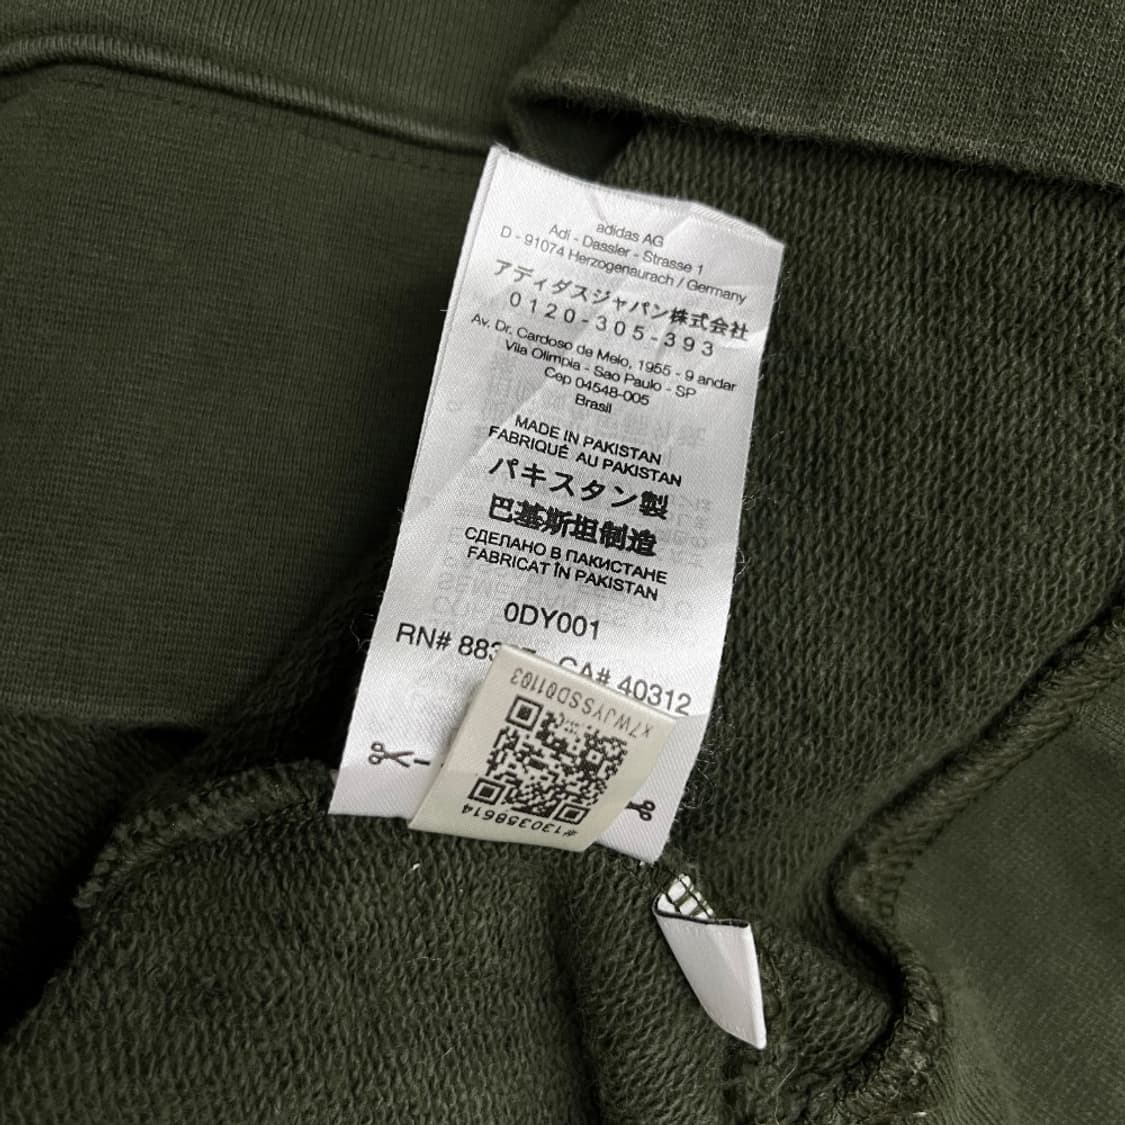 adidas AG
Adi - Dassler - Strasse 1
D - 91074 Herzogenaurach / Germany
アディダスジャパン株式会社
0120-305-393
Av. Dr. Cardoso de Melo, 1955 - 9 andar
Vila Olimpia - Sao Paulo - SP
Cep 04548-005
Brasil
MADE IN PAKISTAN
FABRIQUÉ AU PAKISTAN
パキスタン製
巴基斯坦制造
СДЕЛАНО В ПАКИСТАНЕ
FABRICAT ÎN PAKISTAN
0DY001
RN# CA# 40312
x7WJYSSD01103
#130358614